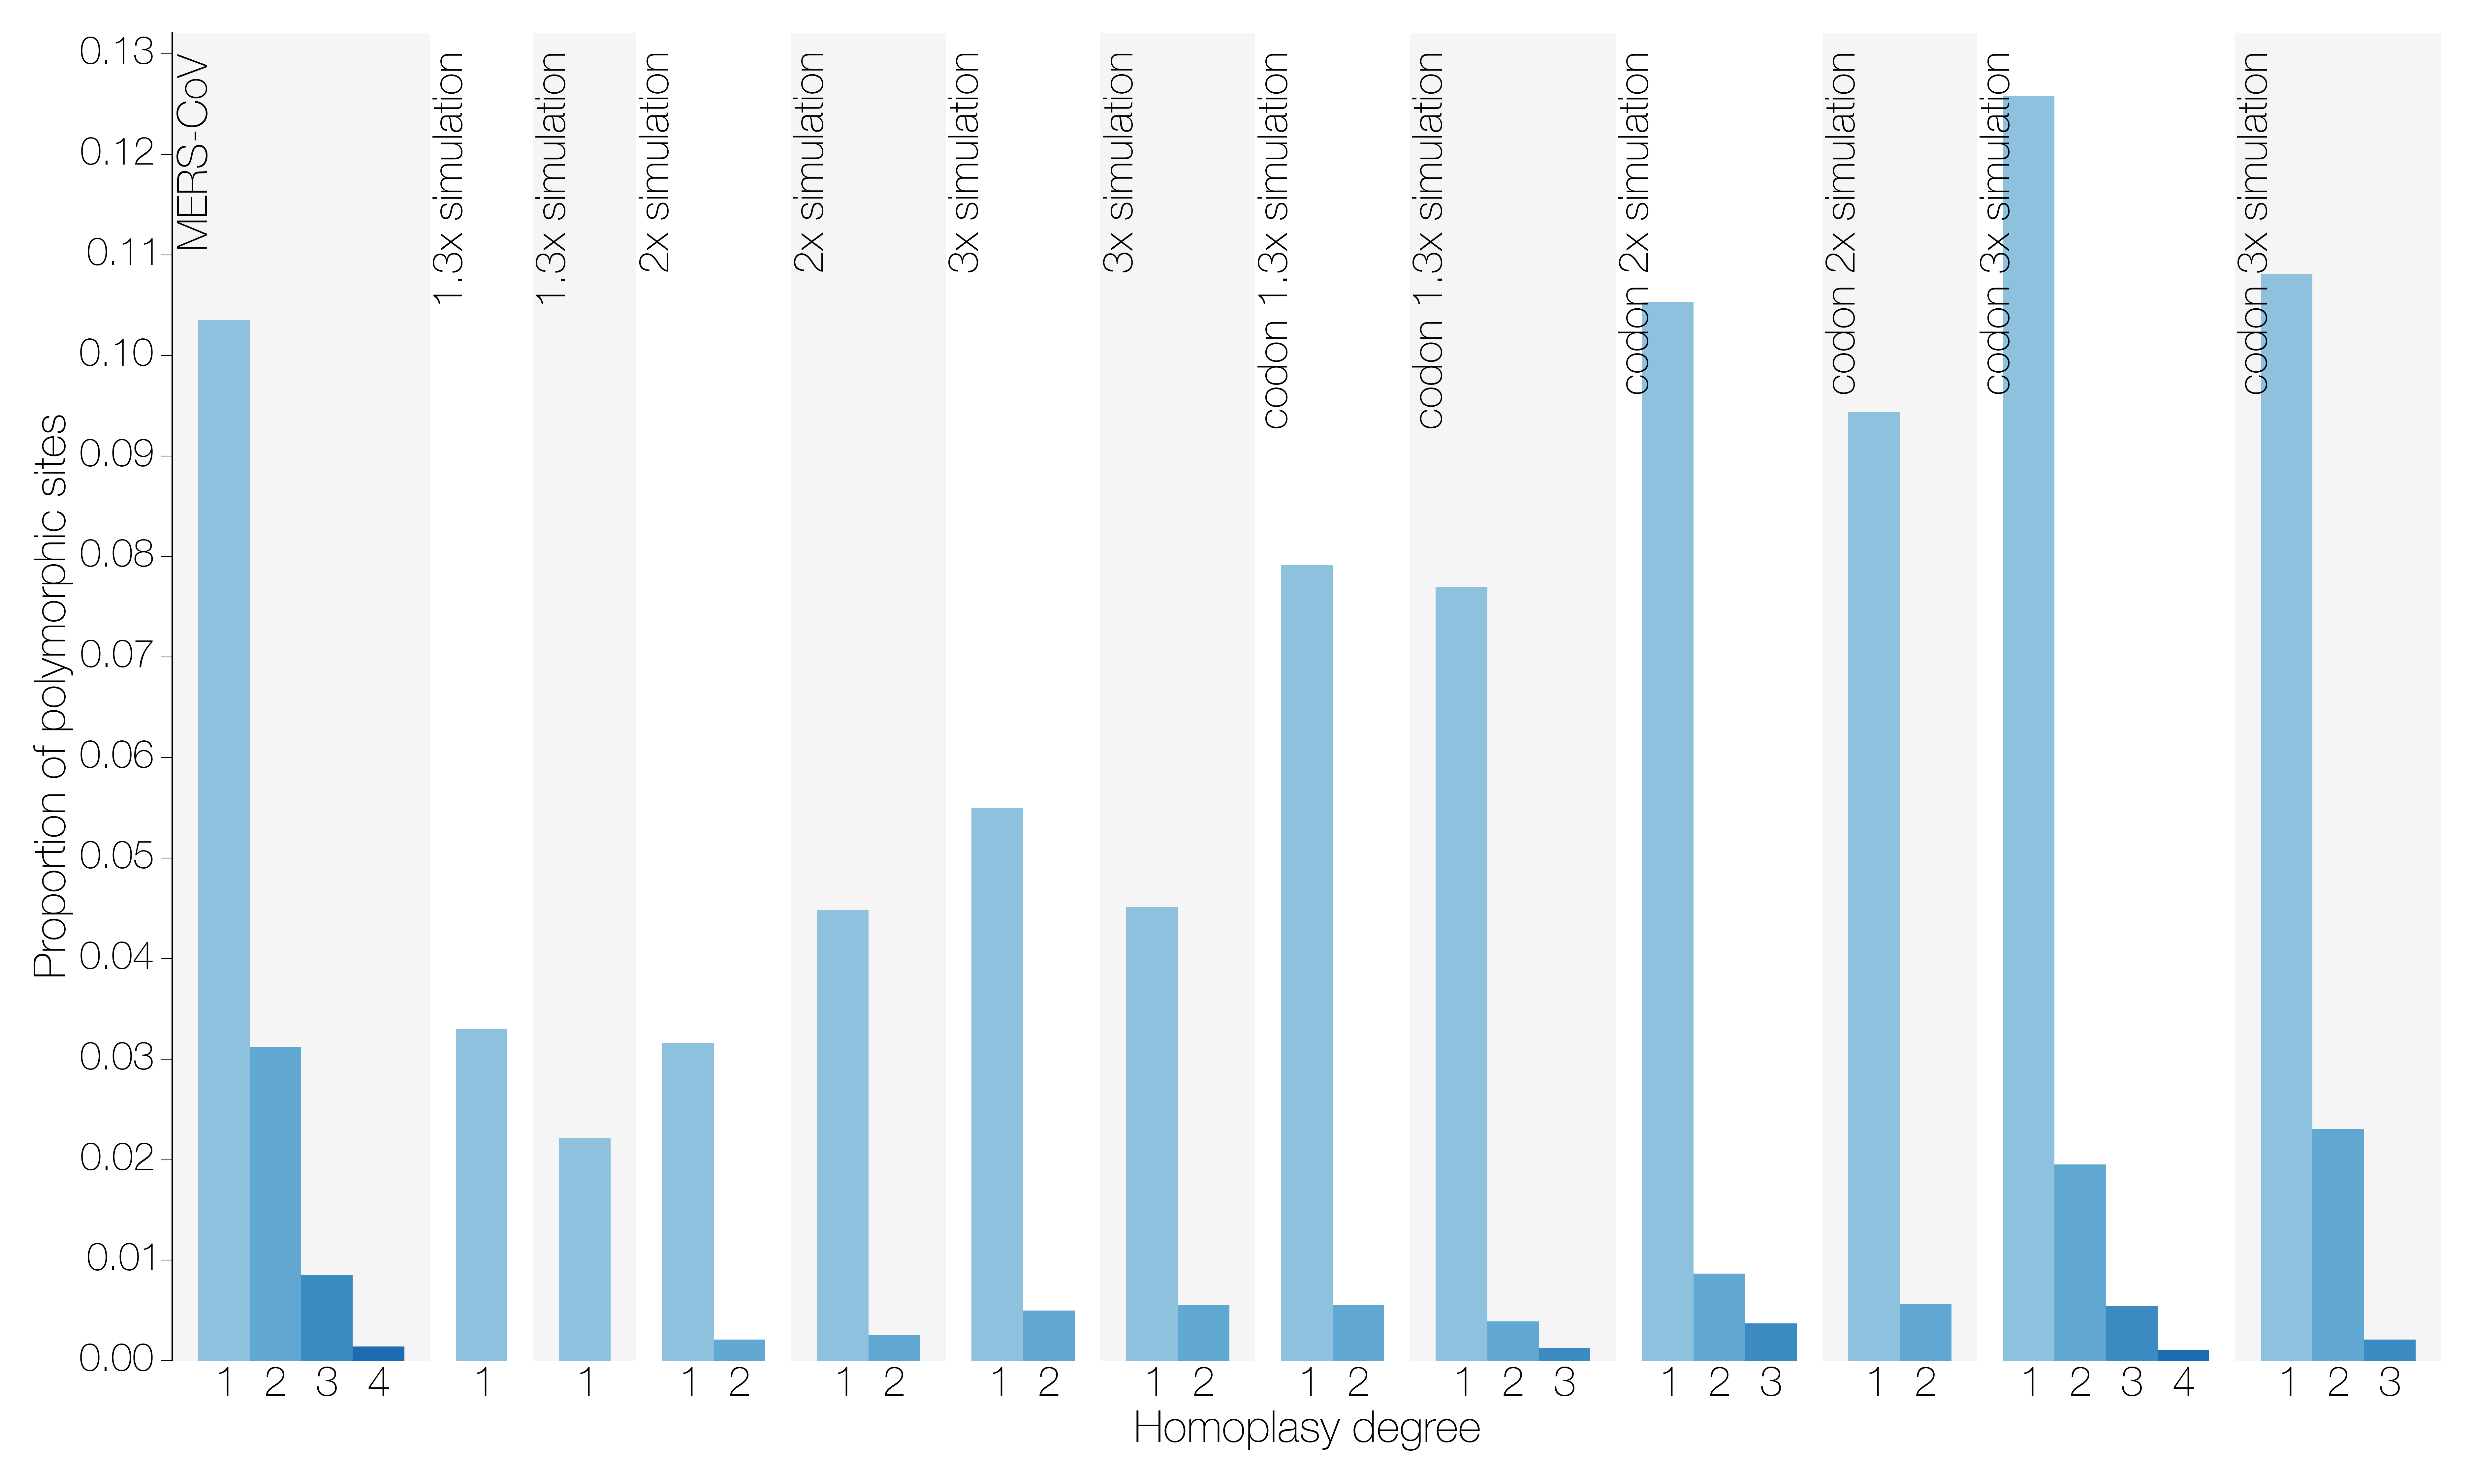 0.13
0.12
0.11
0.10
0.09
0.08
0.07
0.06
0.05
0.04
0.03
0.02
0.01
0.00
Proportion of polymorphic sites
MERS-CoV
1.3x simulation
1.3x simulation
2x simulation
2x simulation
3x simulation
3x simulation
codon 1.3x simulation
codon 1.3x simulation
codon 2x simulation
codon 2x simulation
codon 3x simulation
codon 3x simulation
1 2 3 4 1 1 1 2 1 2 1 2 1 2 1 2 1 2 3 1 2 3 1 2 1 2 3 4 1 2 3
Homoplasy degree